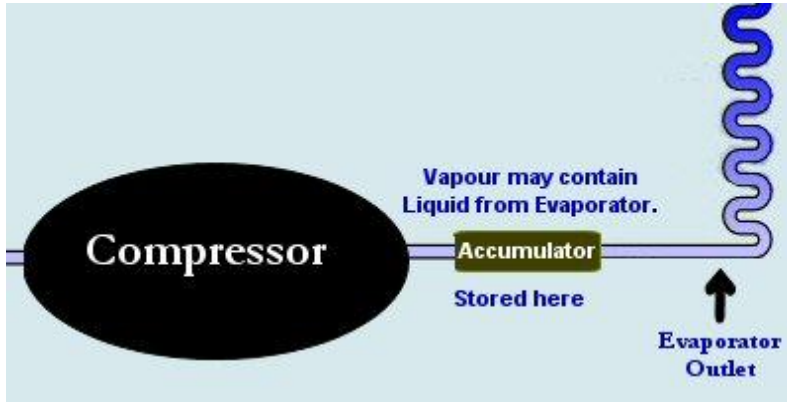 Vapour may contain
Liquid from Evaporator.
Compressor
Accumulator
Stored here
Evaporator
Outlet